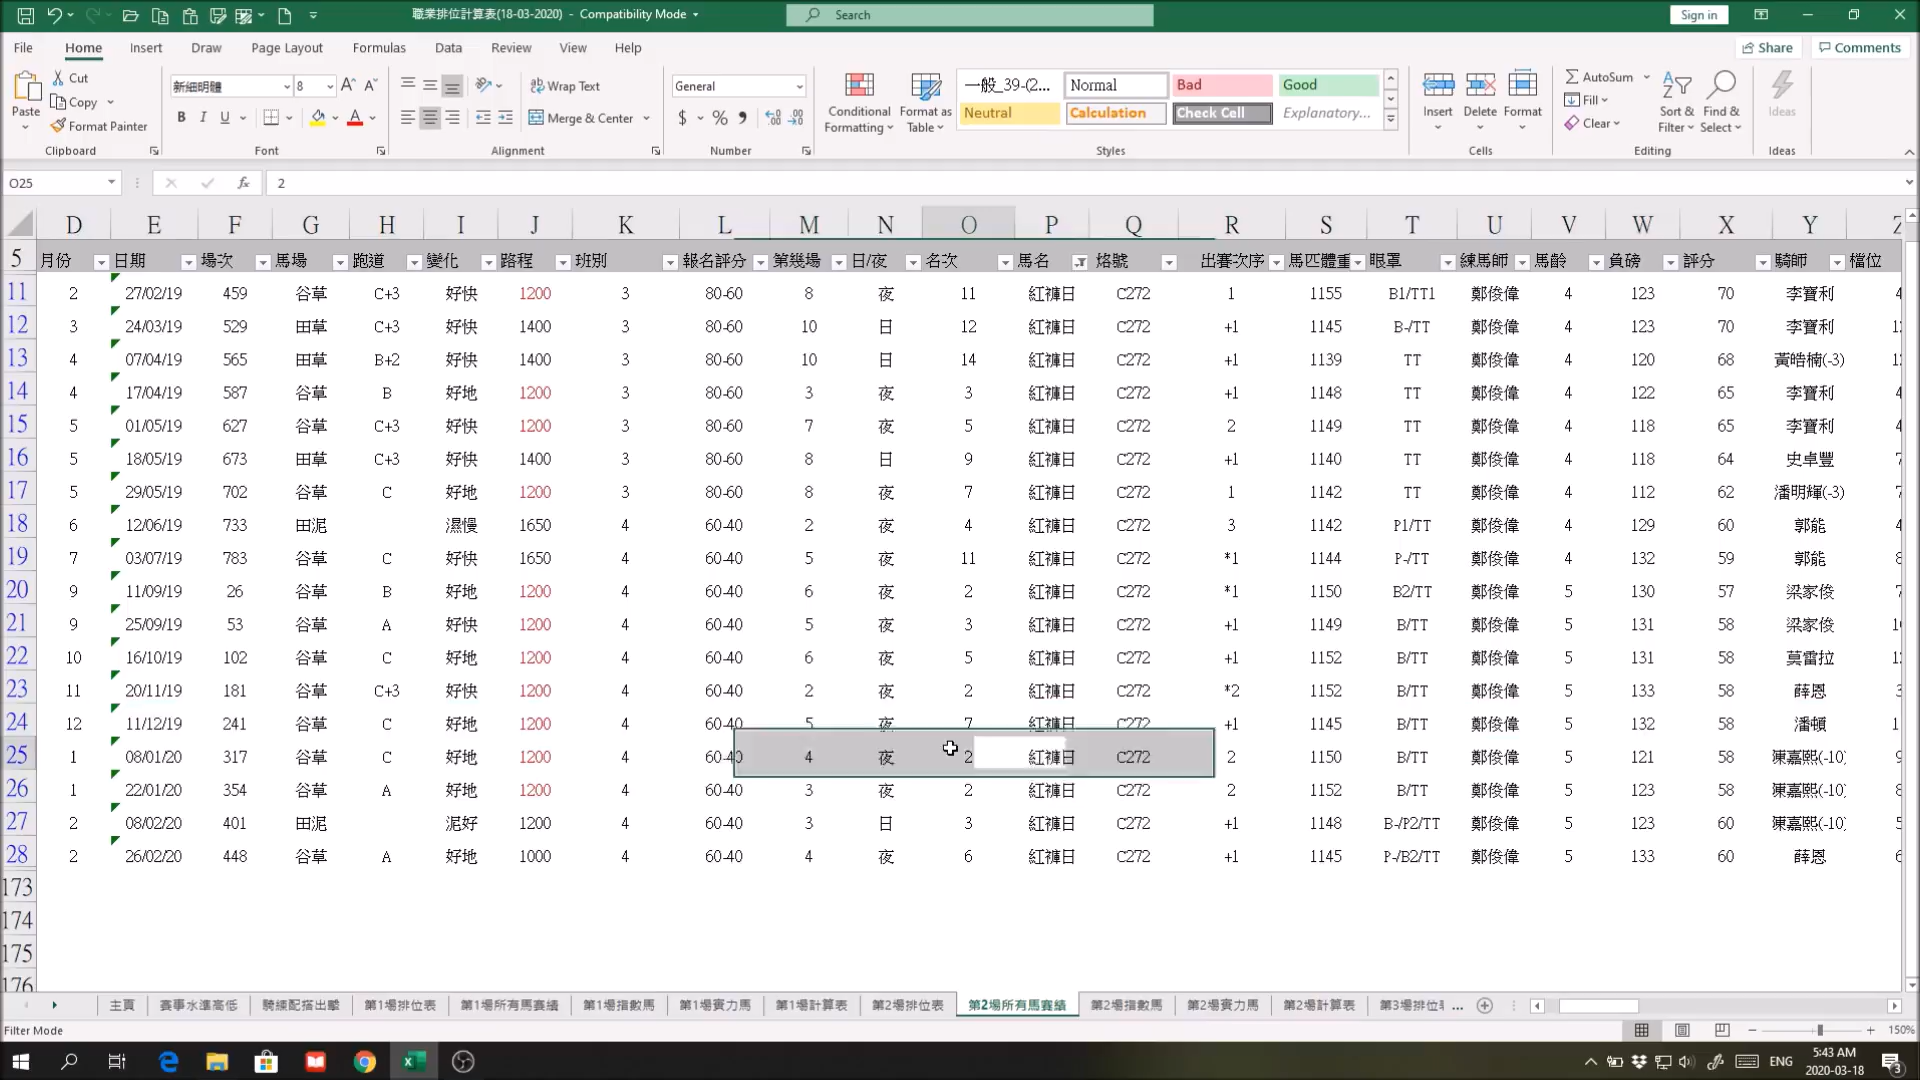 職業排位計算表(18-03-2020) - Compatibility Mode
Search
Sign in
File Home Insert Draw Page Layout Formulas Data Review View Help
Share Comments
Paste
Cut
Copy
Format Painter
Clipboard
新細明體 8
B I U
Font
Wrap Text
Merge & Center
Alignment
General
$ %
Number
Conditional Formatting
Format as Table
一般_39-(2... Normal Bad Good
Neutral Calculation Check Cell Explanatory...
Styles
Insert Delete Format
Cells
AutoSum
Fill
Clear
Sort & Filter
Find & Select
Editing
Ideas
Ideas
O25 fx 2
D E F G H I J K L M N O P Q R S T U V W X Y Z
5 月份 日期 場次 馬場 跑道 變化 路程 班別 報名評分 第幾場 日/夜 名次 馬名 烙號 出賽次序 馬匹體重 眼罩 練馬師 馬齡 負磅 評分 騎師 檔位
11 2 27/02/19 459 谷草 C+3 好快 1200 3 80-60 8 夜 11 紅褲日 C272 1 1155 B1/TT1 鄭俊偉 4 123 70 李寶利
12 3 24/03/19 529 田草 C+3 好快 1400 3 80-60 10 日 12 紅褲日 C272 +1 1145 B-/TT 鄭俊偉 4 123 70 李寶利
13 4 07/04/19 565 田草 B+2 好快 1400 3 80-60 10 日 14 紅褲日 C272 +1 1139 TT 鄭俊偉 4 120 68 黃皓楠(-3)
14 4 17/04/19 587 谷草 B 好地 1200 3 80-60 3 夜 3 紅褲日 C272 +1 1148 TT 鄭俊偉 4 122 65 李寶利
15 5 01/05/19 627 谷草 C+3 好快 1200 3 80-60 7 夜 5 紅褲日 C272 2 1149 TT 鄭俊偉 4 118 65 李寶利
16 5 18/05/19 673 田草 C+3 好快 1400 3 80-60 8 日 9 紅褲日 C272 +1 1140 TT 鄭俊偉 4 118 64 史卓豐
17 5 29/05/19 702 谷草 C 好地 1200 3 80-60 8 夜 7 紅褲日 C272 1 1142 TT 鄭俊偉 4 112 62 潘明輝(-3)
18 6 12/06/19 733 田泥 濕慢 1650 4 60-40 2 夜 4 紅褲日 C272 3 1142 P1/TT 鄭俊偉 4 129 60 郭能
19 7 03/07/19 783 谷草 C 好快 1650 4 60-40 5 夜 11 紅褲日 C272 *1 1144 P-/TT 鄭俊偉 4 132 59 郭能
20 9 11/09/19 26 谷草 B 好地 1200 4 60-40 6 夜 2 紅褲日 C272 *1 1150 B2/TT 鄭俊偉 5 130 57 梁家俊
21 9 25/09/19 53 谷草 A 好快 1200 4 60-40 5 夜 3 紅褲日 C272 +1 1149 B/TT 鄭俊偉 5 131 58 梁家俊
22 10 16/10/19 102 谷草 C 好地 1200 4 60-40 6 夜 5 紅褲日 C272 +1 1152 B/TT 鄭俊偉 5 131 58 莫雷拉
23 11 20/11/19 181 谷草 C+3 好快 1200 4 60-40 2 夜 2 紅褲日 C272 *2 1152 B/TT 鄭俊偉 5 133 58 薛恩
24 12 11/12/19 241 谷草 C 好地 1200 4 60-40 5 夜 7 紅褲日 C272 +1 1145 B/TT 鄭俊偉 5 132 58 潘頓
25 1 08/01/20 317 谷草 C 好地 1200 4 60-40 4 夜 2 紅褲日 C272 2 1150 B/TT 鄭俊偉 5 121 58 陳嘉熙(-10)
26 1 22/01/20 354 谷草 A 好地 1200 4 60-40 3 夜 2 紅褲日 C272 2 1152 B/TT 鄭俊偉 5 123 58 陳嘉熙(-10)
27 2 08/02/20 401 田泥 泥好 1200 4 60-40 3 日 3 紅褲日 C272 +1 1148 B-/P2/TT 鄭俊偉 5 123 60 陳嘉熙(-10)
28 2 26/02/20 448 谷草 A 好地 1000 4 60-40 4 夜 6 紅褲日 C272 +1 1145 P-/B2/TT 鄭俊偉 5 133 60 薛恩
173
174
175
176
主頁 賽事水準高低 騎練配搭出擊 第1場排位表 第1場所有馬賽績 第1場指數馬 第1場實力馬 第1場計算表 第2場排位表 第2場所有馬賽績 第2場指數馬 第2場實力馬 第2場計算表 第3場排位 ...
Filter Mode 150%
ENG 5:43 AM
2020-03-18
3